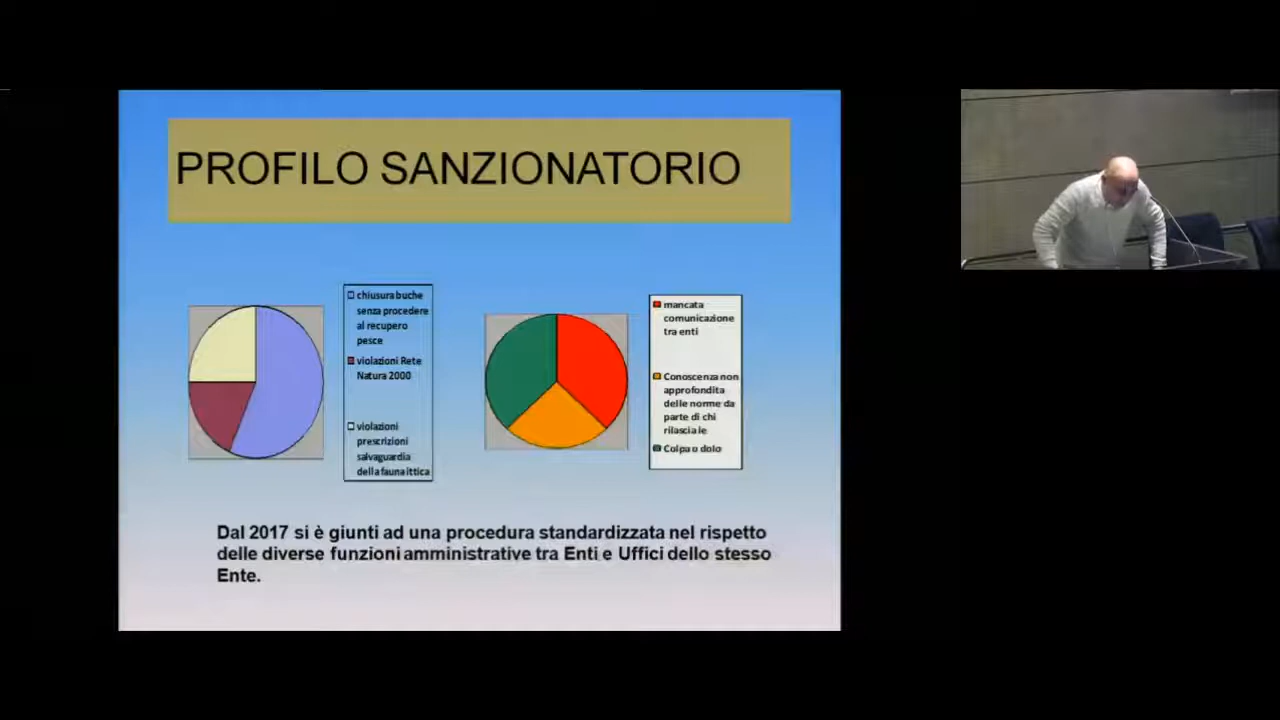 PROFILO SANZIONATORIO
chiusura buche
senza procedere
al recupero
pesce
violazioni Rete
Natura 2000
violazioni
prescrizioni
salvaguardia
della fauna ittica
mancata
comunicazione
tra enti
Conoscenza non
approfondita
delle norme da
parte di chi
rilascia le
Colpa o dolo
Dal 2017 si è giunti ad una procedura standardizzata nel rispetto
delle diverse funzioni amministrative tra Enti e Uffici dello stesso
Ente.